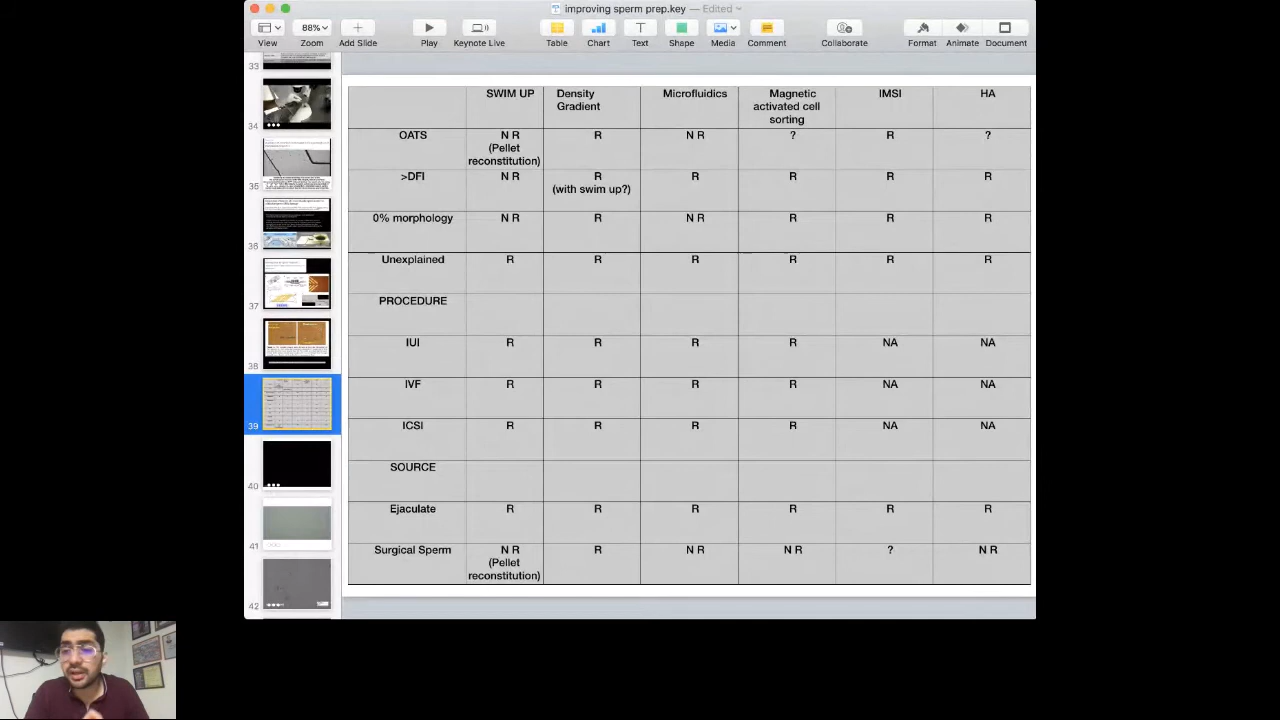 improving sperm prep.key — Edited
88%
View Zoom Add Slide Play Keynote Live Table Chart Text Shape Media Comment Collaborate Format Animate Document
33
34
35
36
37
38
39
40
41
42
SWIM UP Density Gradient Microfluidics Magnetic activated cell sorting IMSI HA
OATS N R (Pellet reconstitution) R N R ? R ?
>DFI N R R (with swim up?) R R R R
0% morphology N R R N R R R R
Unexplained R R R R R
PROCEDURE
IUI R R R R NA NA
IVF R R R R NA NA
ICSI R R R R NA NA
SOURCE
Ejaculate R R R R R R
Surgical Sperm N R (Pellet reconstitution) R N R N R ? N R